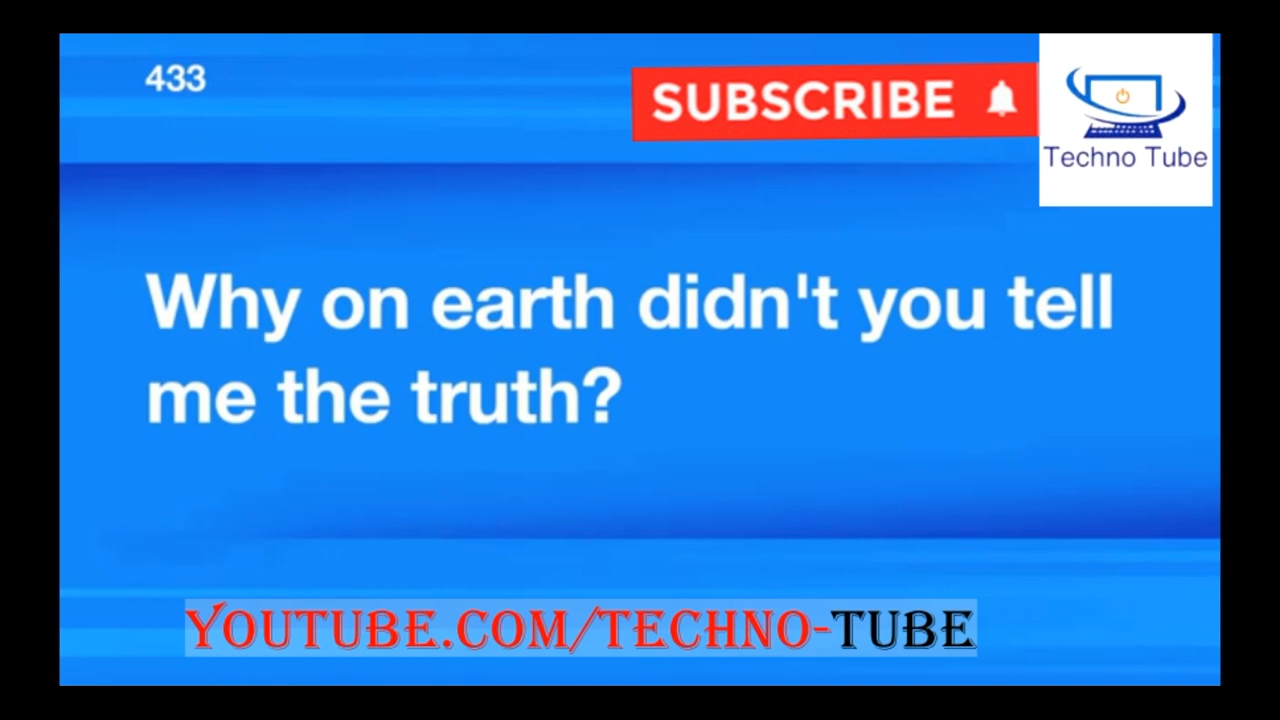 433
SUBSCRIBE
Techno Tube
Why on earth didn't you tell
me the truth?
YOUTUBE.COM/TECHNO-TUBE